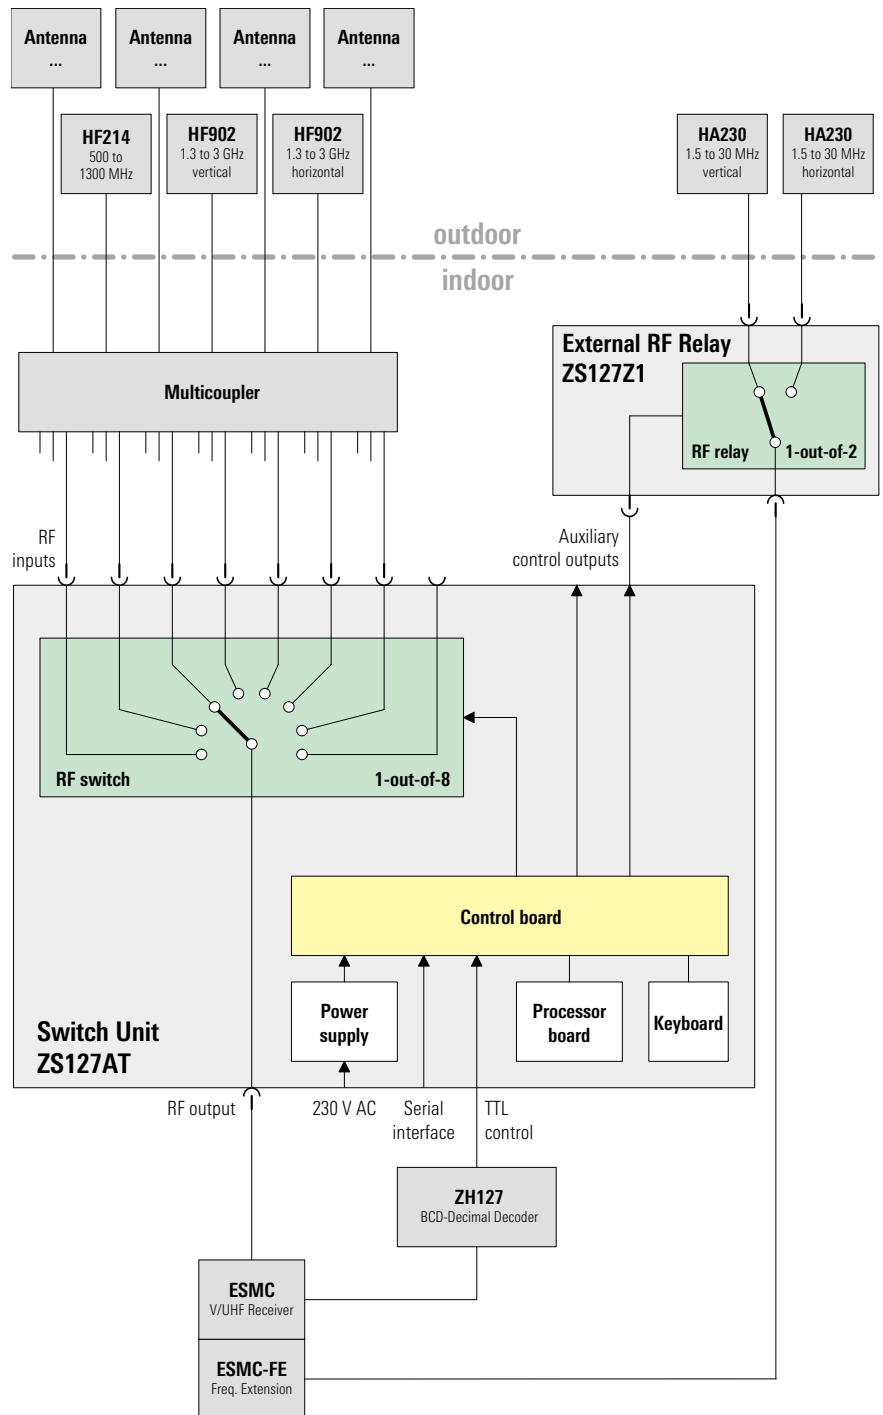 Antenna
...
Antenna
...
Antenna
...
Antenna
...
HF214
500 to
1300 MHz
HF902
1.3 to 3 GHz
vertical
HF902
1.3 to 3 GHz
horizontal
HA230
1.5 to 30 MHz
vertical
HA230
1.5 to 30 MHz
horizontal
outdoor
indoor
Multicoupler
External RF Relay
ZS127Z1
RF relay
1-out-of-2
RF
inputs
Auxiliary
control outputs
RF switch
1-out-of-8
Control board
Power
supply
Processor
board
Keyboard
Switch Unit
ZS127AT
RF output
230 V AC
Serial
interface
TTL
control
ZH127
BCD-Decimal Decoder
ESMC
V/UHF Receiver
ESMC-FE
Freq. Extension